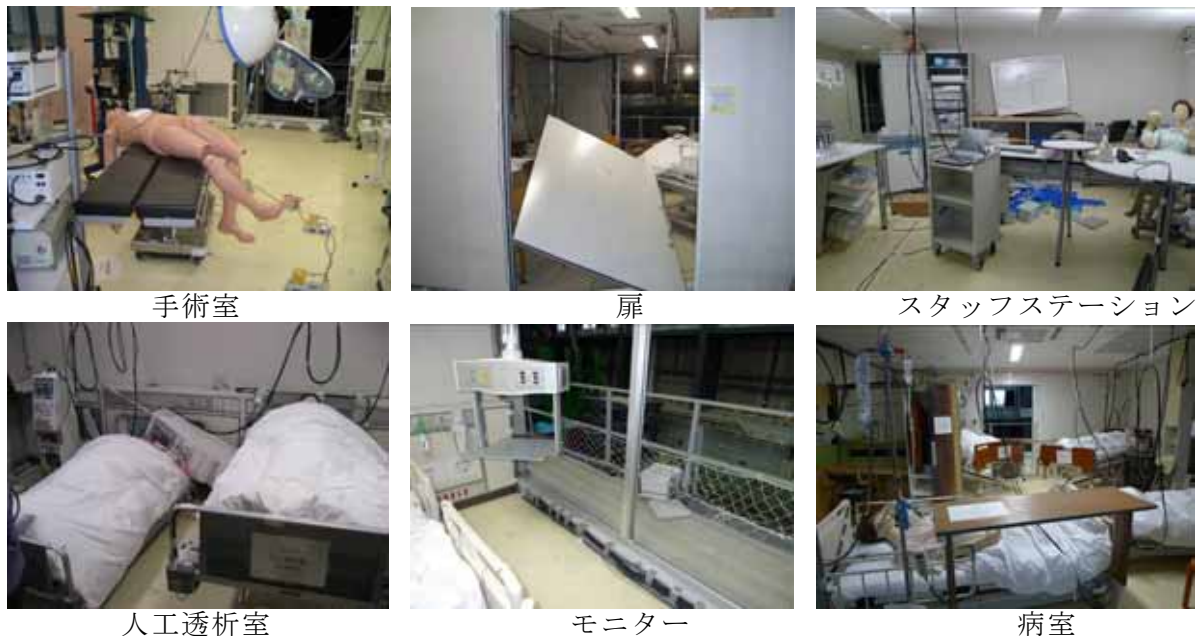 手術室
扉
スタッフステーション
人工透析室
モニター
病室